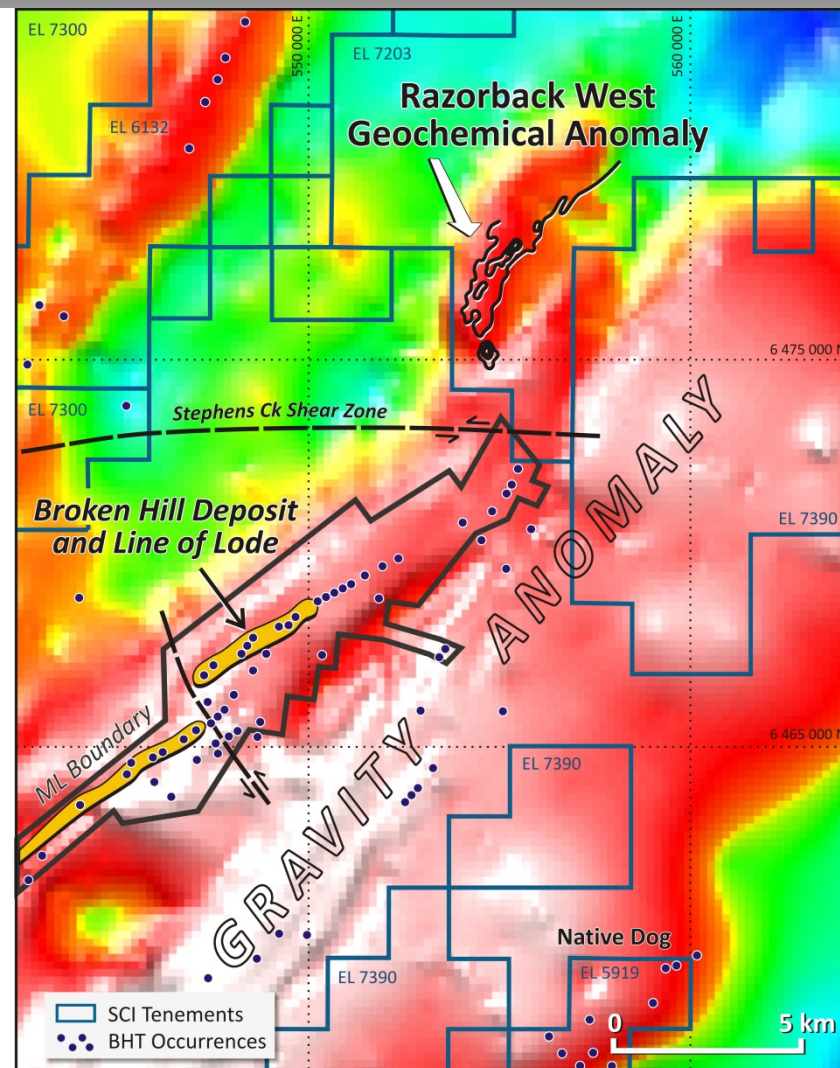 EL 7300
550 000 E
EL 7203
560 000 E
EL 6132
Razorback West
Geochemical Anomaly
6 475 000 N
EL 7300
Stephens Ck Shear Zone
Broken Hill Deposit
and Line of Lode
EL 7390
ML Boundary
GRAVITY ANOMALY
6 465 000 N
EL 7390
Native Dog
EL 7390
EL 5919
SCI Tenements
BHT Occurrences
0 5 km